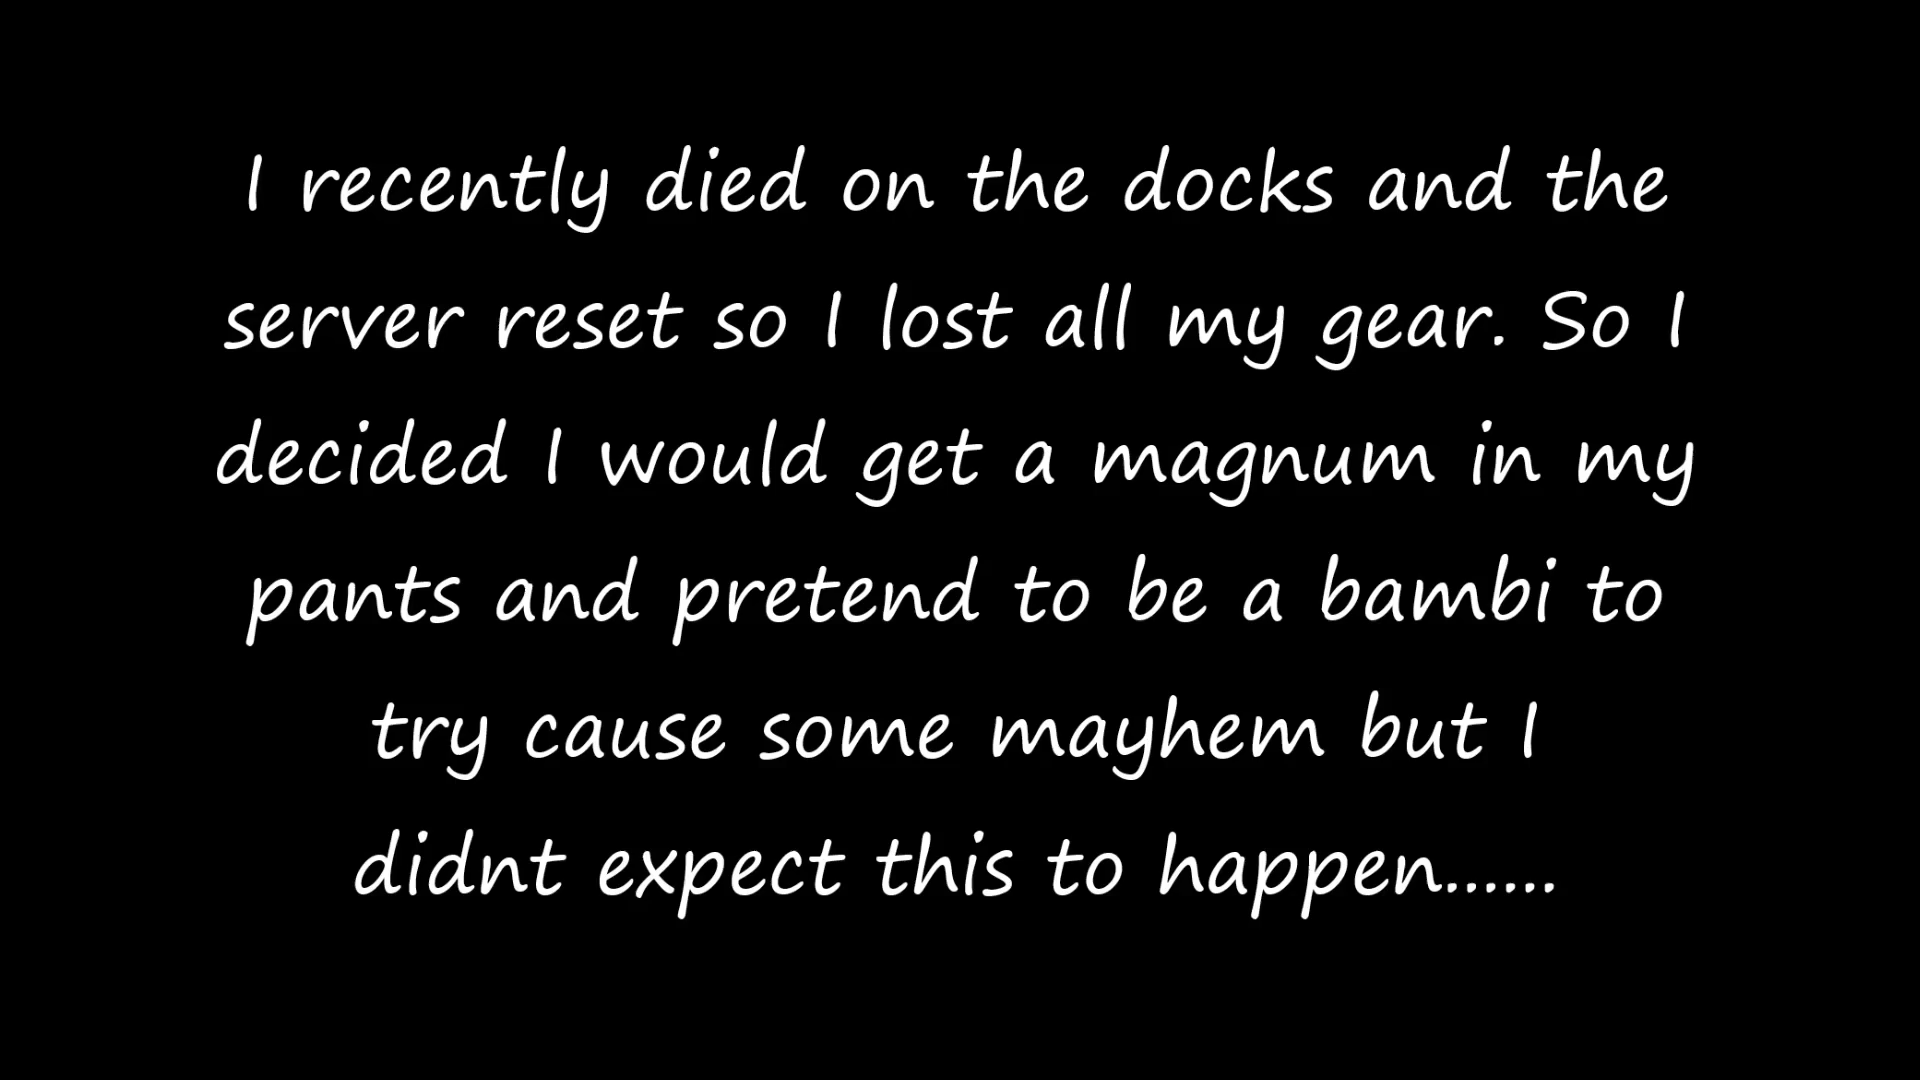 I recently died on the docks and the
server reset so I lost all my gear. So I
decided I would get a magnum in my
pants and pretend to be a bambi to
try cause some mayhem but I
didnt expect this to happen......